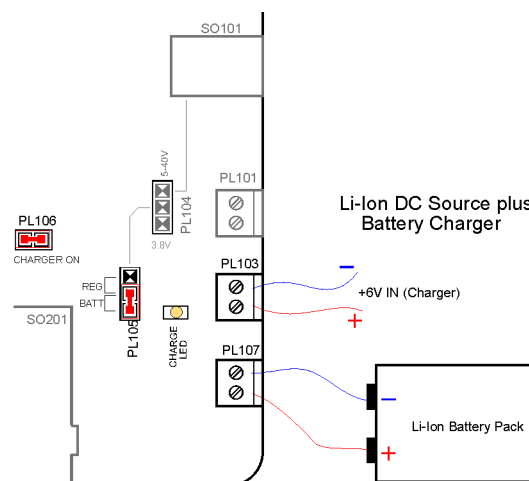 SO101
5-40V
PL101
PL104
PL106
Li-Ion DC Source plus
Battery Charger
3.8V
CHARGER ON
PL103
–
REG
+6V IN (Charger)
BATT
+
SO201
PL105
CHARGE
LED
PL107
–
Li-Ion Battery Pack
+